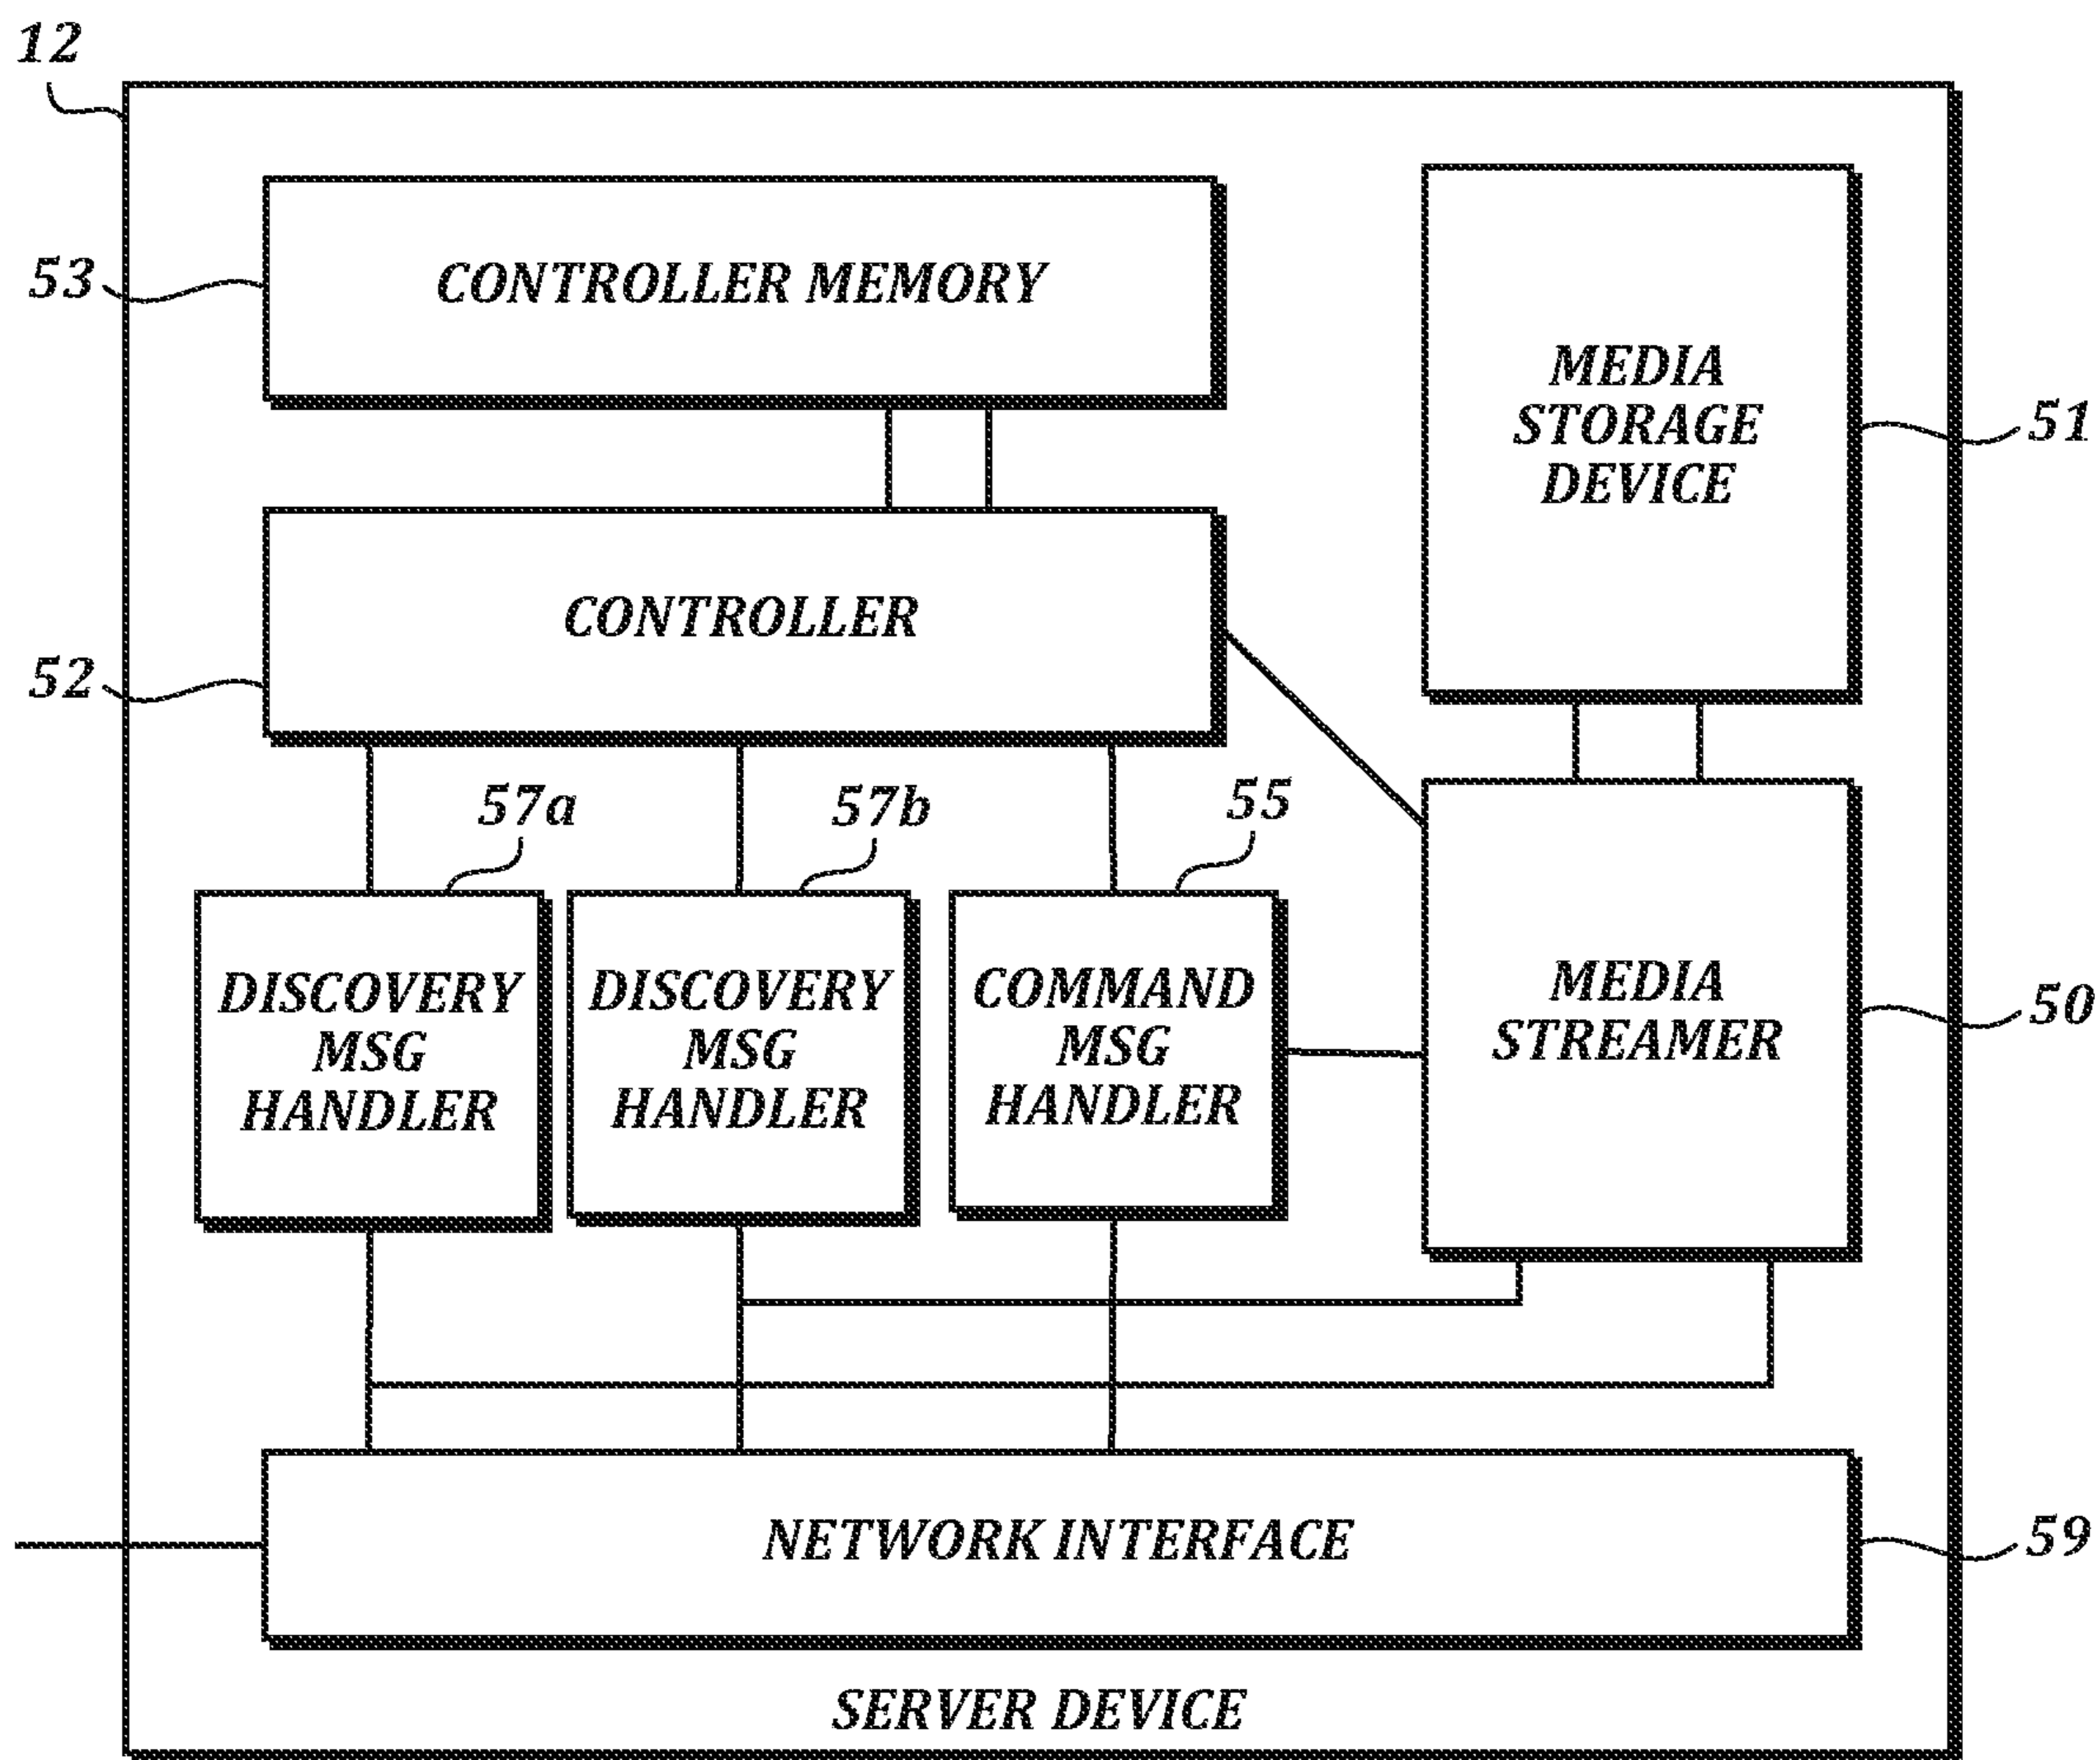 12
53
CONTROLLER MEMORY
MEDIA
STORAGE
DEVICE
51
CONTROLLER
52
57a
57b
55
DISCOVERY
MSG
HANDLER
DISCOVERY
MSG
HANDLER
COMMAND
MSG
HANDLER
MEDIA
STREAMER
50
NETWORK INTERFACE
59
SERVER DEVICE